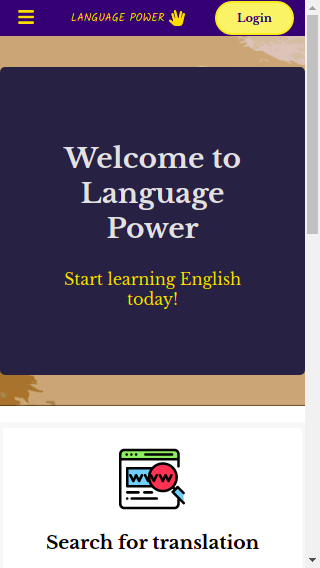 LANGUAGE POWER
Login
Welcome to
Language
Power
Start learning English
today!
WWW
Search for translation